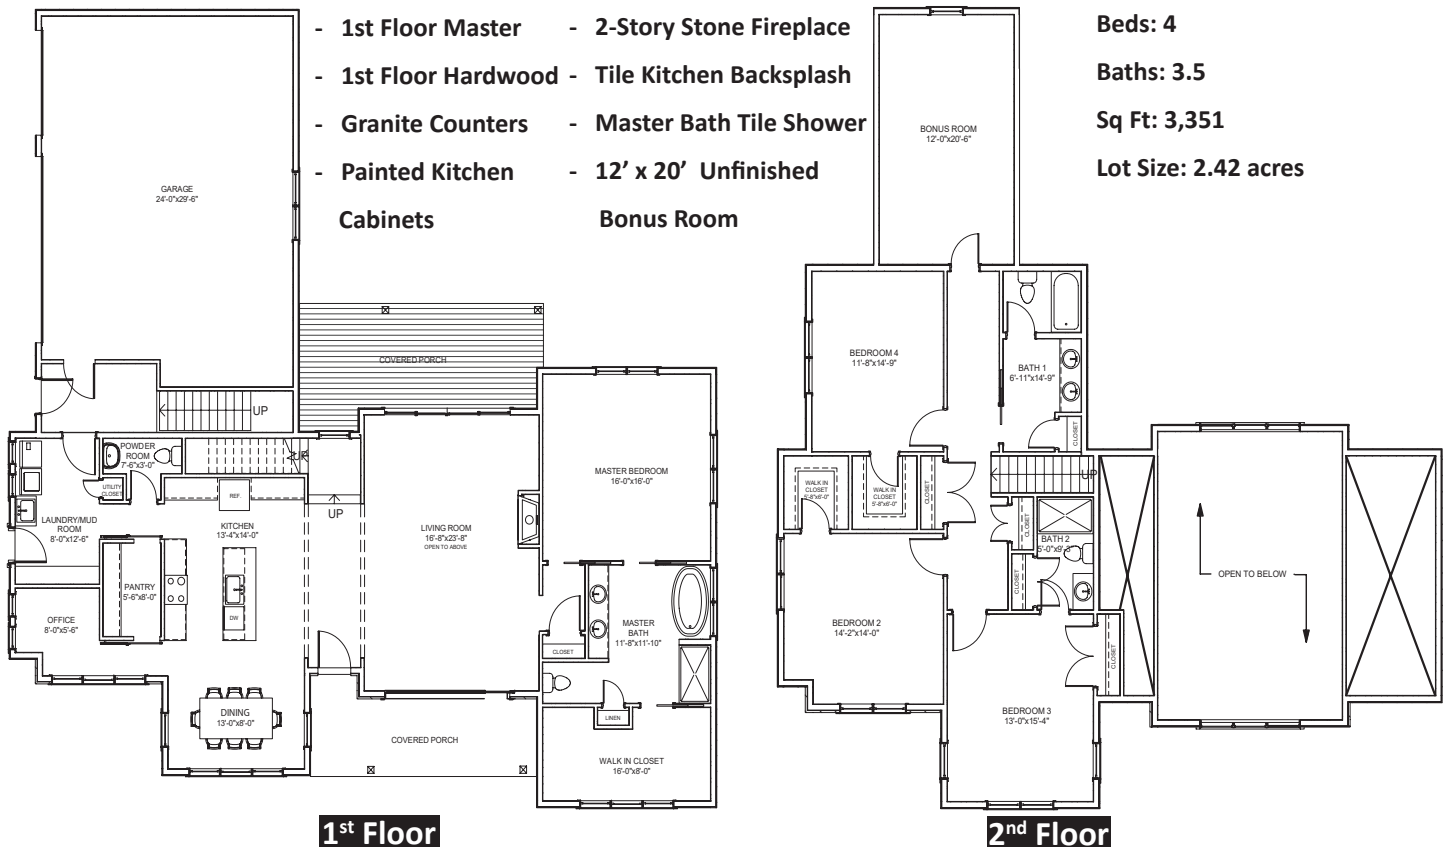 - 1st Floor Master
- 1st Floor Hardwood
- Granite Counters
- Painted Kitchen
Cabinets
- 2-Story Stone Fireplace
- Tile Kitchen Backsplash
- Master Bath Tile Shower
- 12’ x 20’ Unfinished
Bonus Room
Beds: 4
Baths: 3.5
Sq Ft: 3,351
Lot Size: 2.42 acres
GARAGE
24'-0"x29'-6"
COVERED PORCH
UP
POWDER
ROOM
7'-6"x3'-0"
UP
UTILITY
CLOSET
REF.
UP
LAUNDRY/MUD
ROOM
8'-0"x12'-6"
KITCHEN
13'-4"x14'-0"
LIVING ROOM
16'-8"x23'-8"
OPEN TO ABOVE
MASTER BEDROOM
16'-0"x16'-0"
PANTRY
5'-6"x8'-0"
DW
OFFICE
8'-0"x5'-6"
CLOSET
MASTER
BATH
11'-8"x11'-10"
DINING
13'-0"x8'-0"
LINEN
COVERED PORCH
WALK IN CLOSET
16'-0"x8'-0"
1st Floor
BONUS ROOM
12'-0"x20'-6"
BEDROOM 4
11'-8"x14'-9"
BATH 1
6'-11"x14'-9"
CLOSET
WALK IN
CLOSET
5'-8"x6'-0"
WALK IN
CLOSET
5'-8"x6'-0"
CLOSET
UP
CLOSET
BATH 2
5'-0"x9'-3"
CLOSET
OPEN TO BELOW
BEDROOM 2
14'-2"x14'-0"
CLOSET
BEDROOM 3
13'-0"x15'-4"
2nd Floor